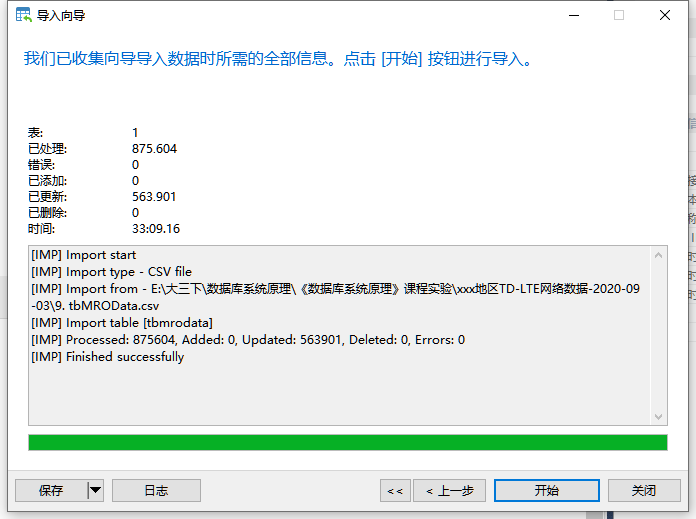 导入向导
我们已收集向导导入数据时所需的全部信息。点击 [开始] 按钮进行导入。
表: 1
已处理: 875.604
错误: 0
已添加: 0
已更新: 563.901
已删除: 0
时间: 33:09.16
[IMP] Import start
[IMP] Import type - CSV file
[IMP] Import from - E:\大三下\数据库系统原理\《数据库系统原理》课程实验\xxx地区TD-LTE网络数据-2020-09
-03\9. tbMROData.csv
[IMP] Import table [tbmrodata]
[IMP] Processed: 875604, Added: 0, Updated: 563901, Deleted: 0, Errors: 0
[IMP] Finished successfully
保存 日志 << < 上一步 开始 关闭